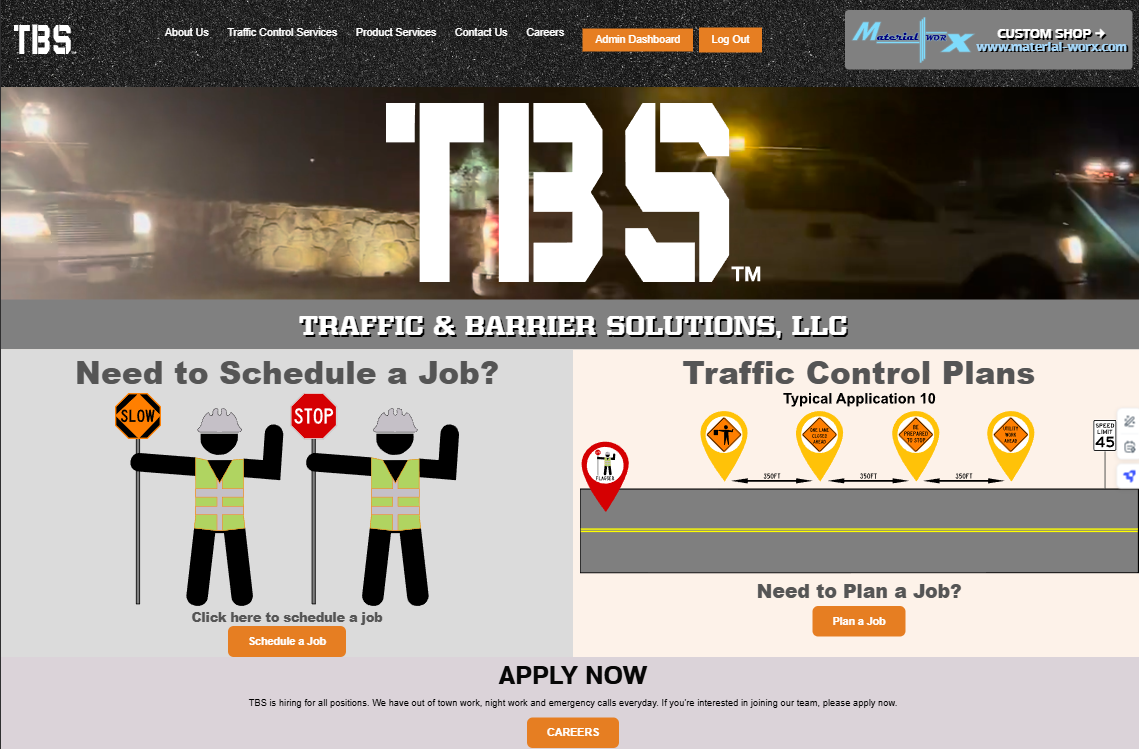 TBS
About Us Traffic Control Services Product Services Contact Us Careers Admin Dashboard Log Out
Material WORX
CUSTOM SHOP →
www.material-worx.com
TBS™
TRAFFIC & BARRIER SOLUTIONS, LLC
Need to Schedule a Job?
SLOW
STOP
Click here to schedule a job
Schedule a Job
Traffic Control Plans
Typical Application 10
FLAGGER
ONE LANE
CLOSED
AHEAD
BE
PREPARED
TO STOP
UTILITY
WORK
AHEAD
SPEED
LIMIT
45
350FT 350FT 350FT
Need to Plan a Job?
Plan a Job
APPLY NOW
TBS is hiring for all positions. We have out of town work, night work and emergency calls everyday. If you're interested in joining our team, please apply now.
CAREERS